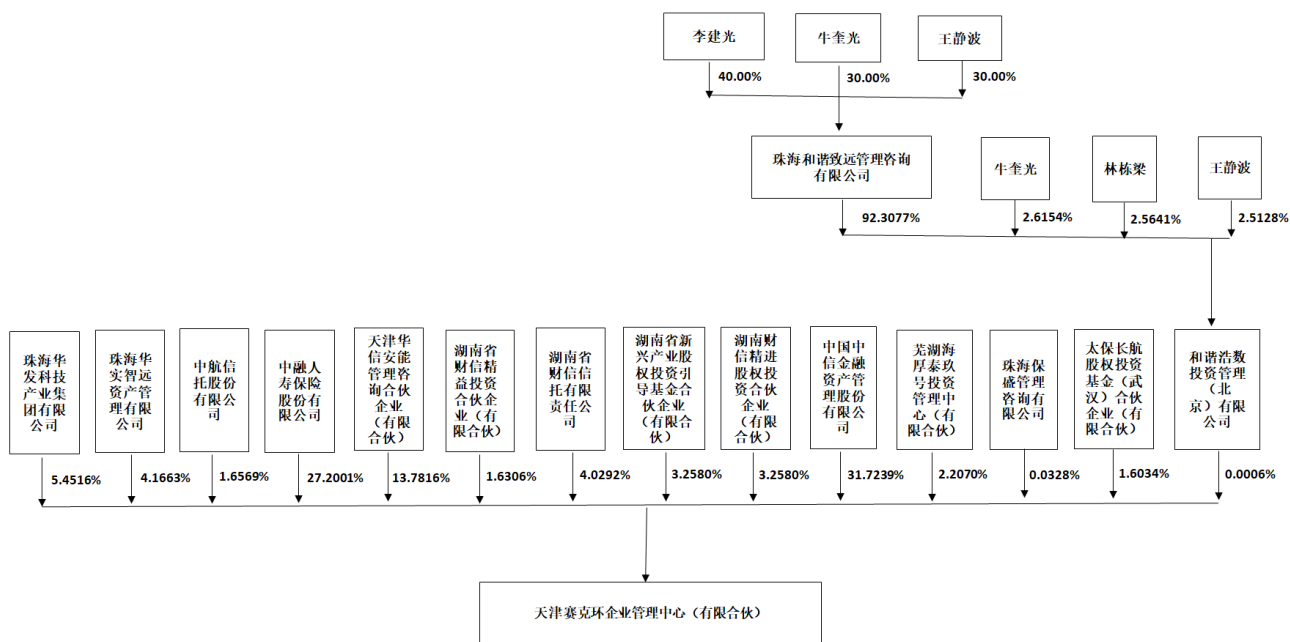 李建光
牛奎光
王静波
40.00%
30.00%
30.00%
珠海和谐致远管理咨询
有限公司
牛奎光
林栋梁
王静波
92.3077%
2.6154%
2.5641%
2.5128%
珠海华
发科技
产业集
团有限
公司
珠海华
实智远
资产管
理有限
公司
中航信
托股份
有限公
司
中融人
寿保险
股份有
限公司
天津华
信安能
管理咨
询合伙
企业
（有限
合伙）
湖南省
财信精
益投资
合伙企
业（有
限合伙）
湖南省
财信信
托有限
责任公
司
湖南省新
兴产业股
权投资引
导基金合
伙企业
（有限合
伙）
湖南财
信精进
股权投
资合伙
企业
（有限
合伙）
中国中
信金融
资产管
理股份
有限公
司
芜湖海
厚泰玖
号投资
管理中
心（有
限合伙）
珠海保
盛管理
咨询有
限公司
太保长航
股权投资
基金（武
汉）合伙
企业（有
限合伙）
和谐浩数
投资管理
（北
京）有限
公司
5.4516%
4.1663%
1.6569%
27.2001%
13.7816%
1.6306%
4.0292%
3.2580%
3.2580%
31.7239%
2.2070%
0.0328%
1.6034%
0.0006%
天津赛克环企业管理中心（有限合伙）